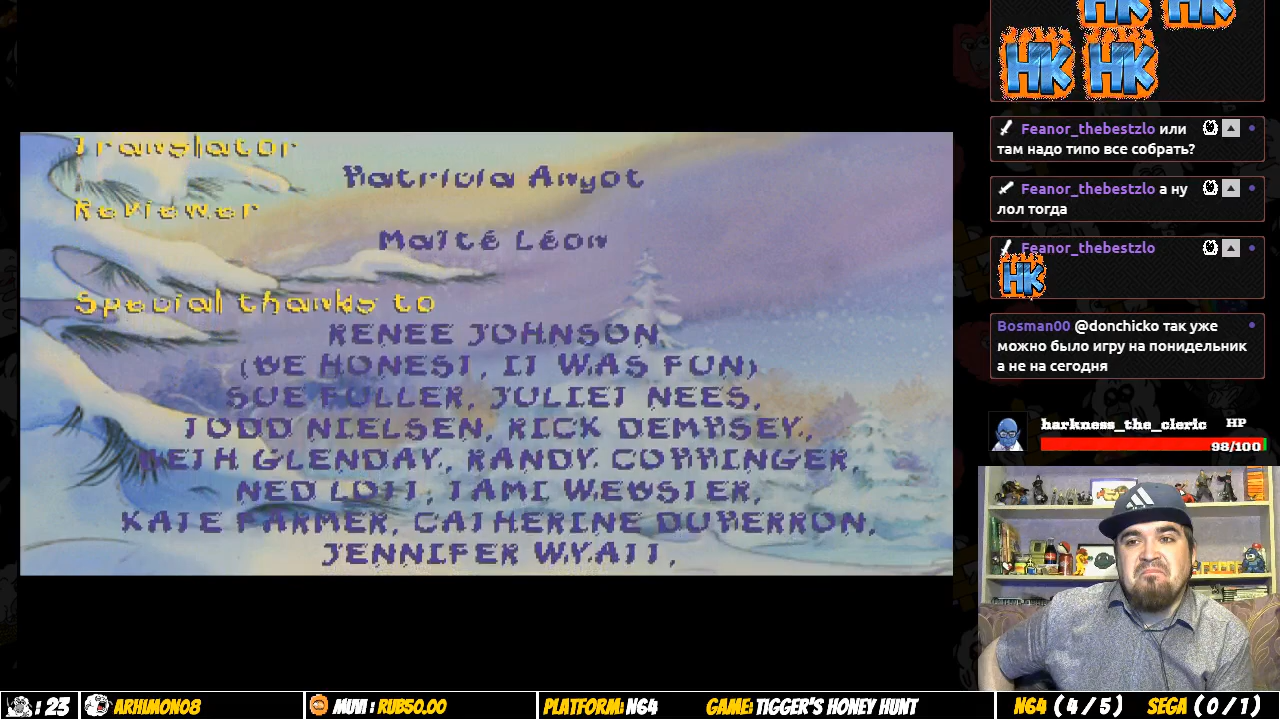 Translator
Patricia Anyot
Reviewer
Maïté Léon
Special thanks to
RENEE JOHNSON
(BE HONEST, IT WAS FUN)
SUE FULLER, JULIET NEES,
TODD NIELSEN, RICK DEMPSEY,
BETH GLENDAY, RANDY COPPINGER,
NED LOTT, TAMI WEBSTER,
KATE FARMER, CATHERINE DUPERRON,
JENNIFER WYATT,
HK HK
HK HK
Feanor_thebestzlo или
там надо типо все собрать?
Feanor_thebestzlo а ну
лол тогда
Feanor_thebestzlo
HK
Bosman00 @donchicko так уже
можно было игру на понидельник
а не на сегодня
harkness_the_cleric HP
98/100
: 23
ARHIMON08
MUVI : RUB50.00
PLATFORM: N64
GAME: TIGGER'S HONEY HUNT
N64 (4/5) SEGA (0/1)